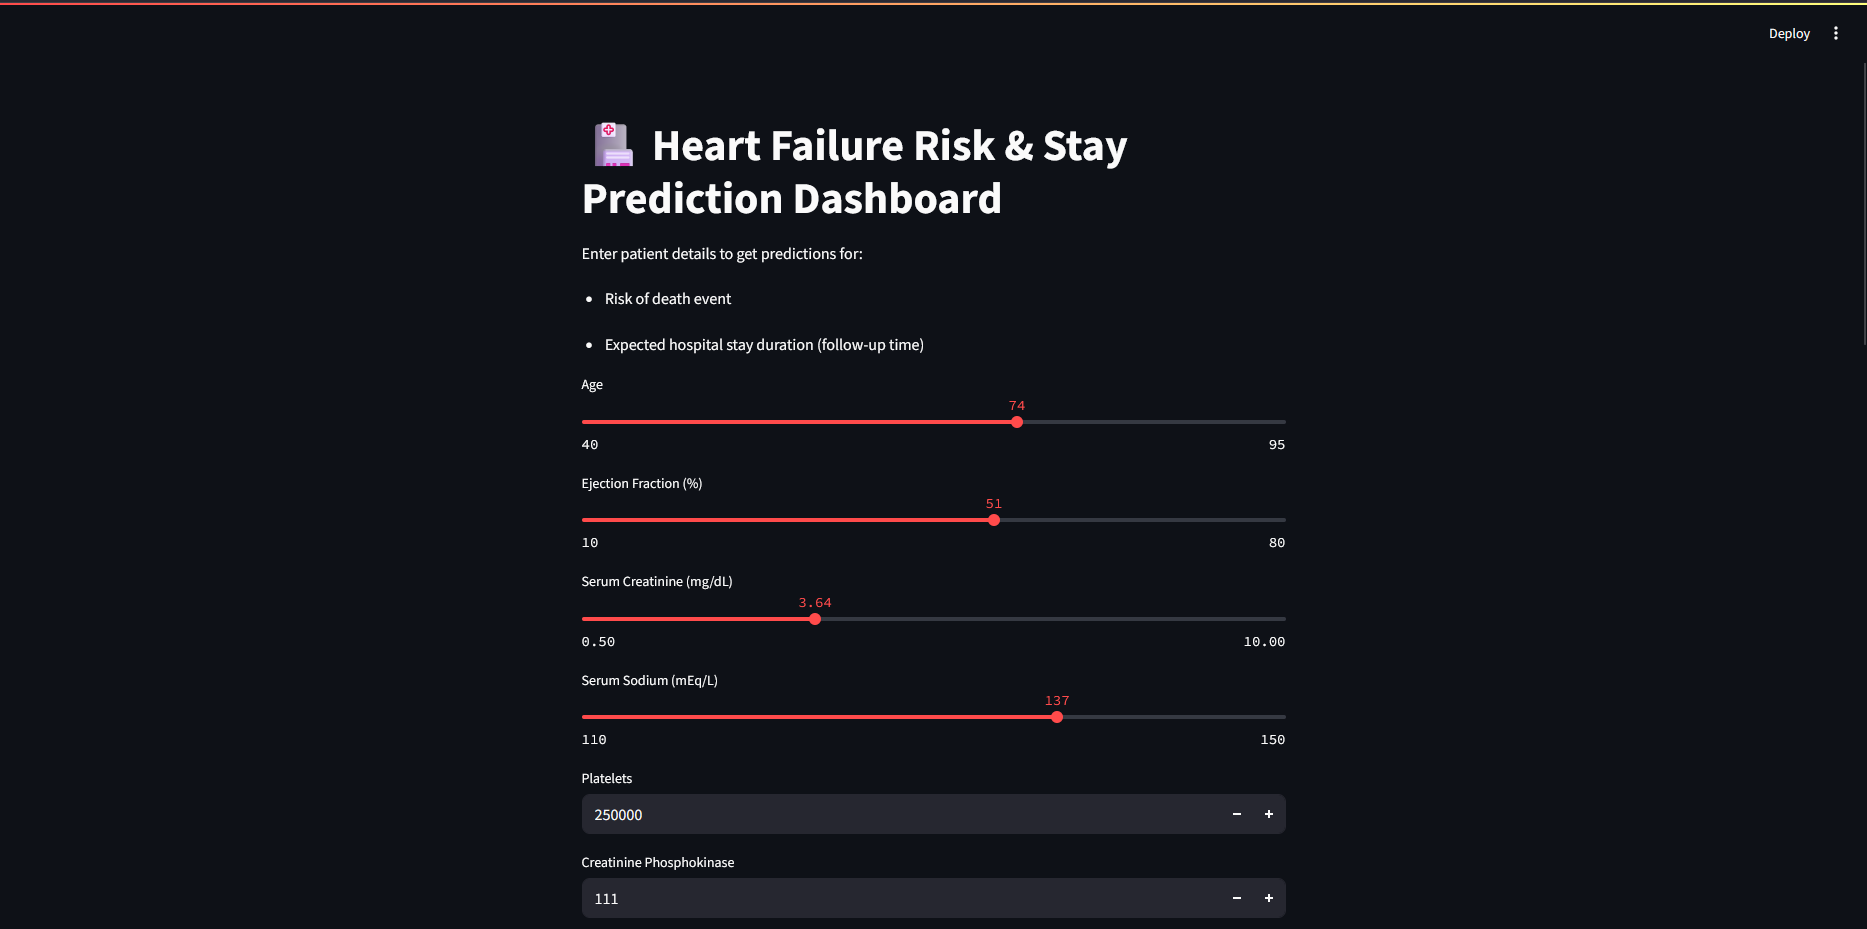 Deploy
Heart Failure Risk & Stay
Prediction Dashboard
Enter patient details to get predictions for:
• Risk of death event
• Expected hospital stay duration (follow-up time)
Age
74
40 95
Ejection Fraction (%)
51
10 80
Serum Creatinine (mg/dL)
3.64
0.50 10.00
Serum Sodium (mEq/L)
137
110 150
Platelets
250000
Creatinine Phosphokinase
111